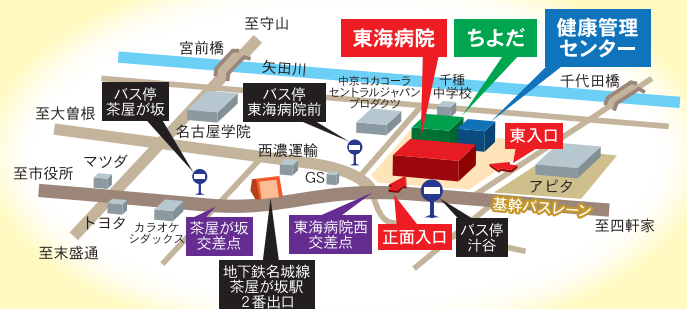 至守山
宮前橋
矢田川
東海病院
ちよだ
健康管理
センター
千代田橋
中京コカコーラ
セントラルジャパン
プロダクツ
千種
中学校
バス停
茶屋が坂
バス停
東海病院前
至大曽根
名古屋学院
東入口
西濃運輸
マツダ
至市役所
GS
アピタ
基幹バスレーン
トヨタ
カラオケ
シダックス
茶屋が坂
交差点
東海病院西
交差点
正面入口
バス停
汁谷
至四軒家
至末盛通
地下鉄名城線
茶屋が坂駅
2番出口